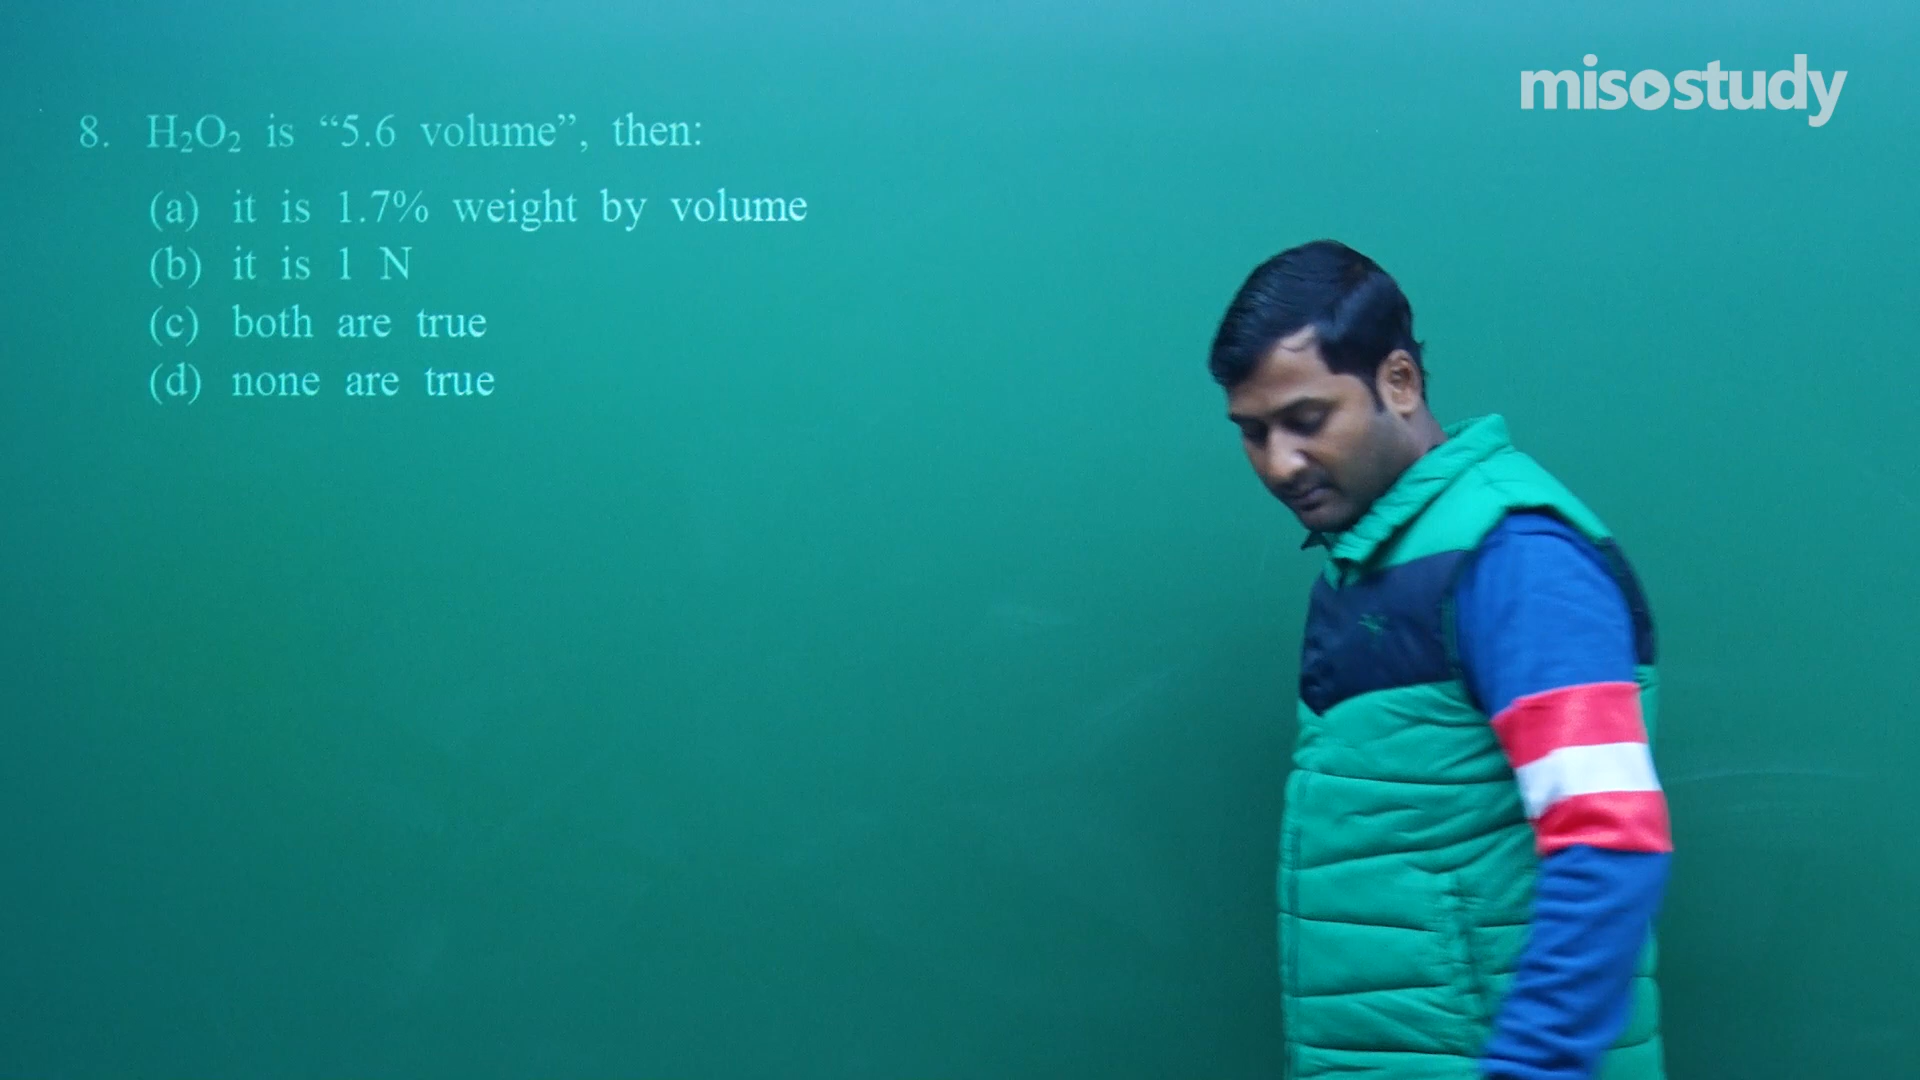 misostudy
8. H₂O₂ is “5.6 volume”, then:
(a) it is 1.7% weight by volume
(b) it is 1 N
(c) both are true
(d) none are true